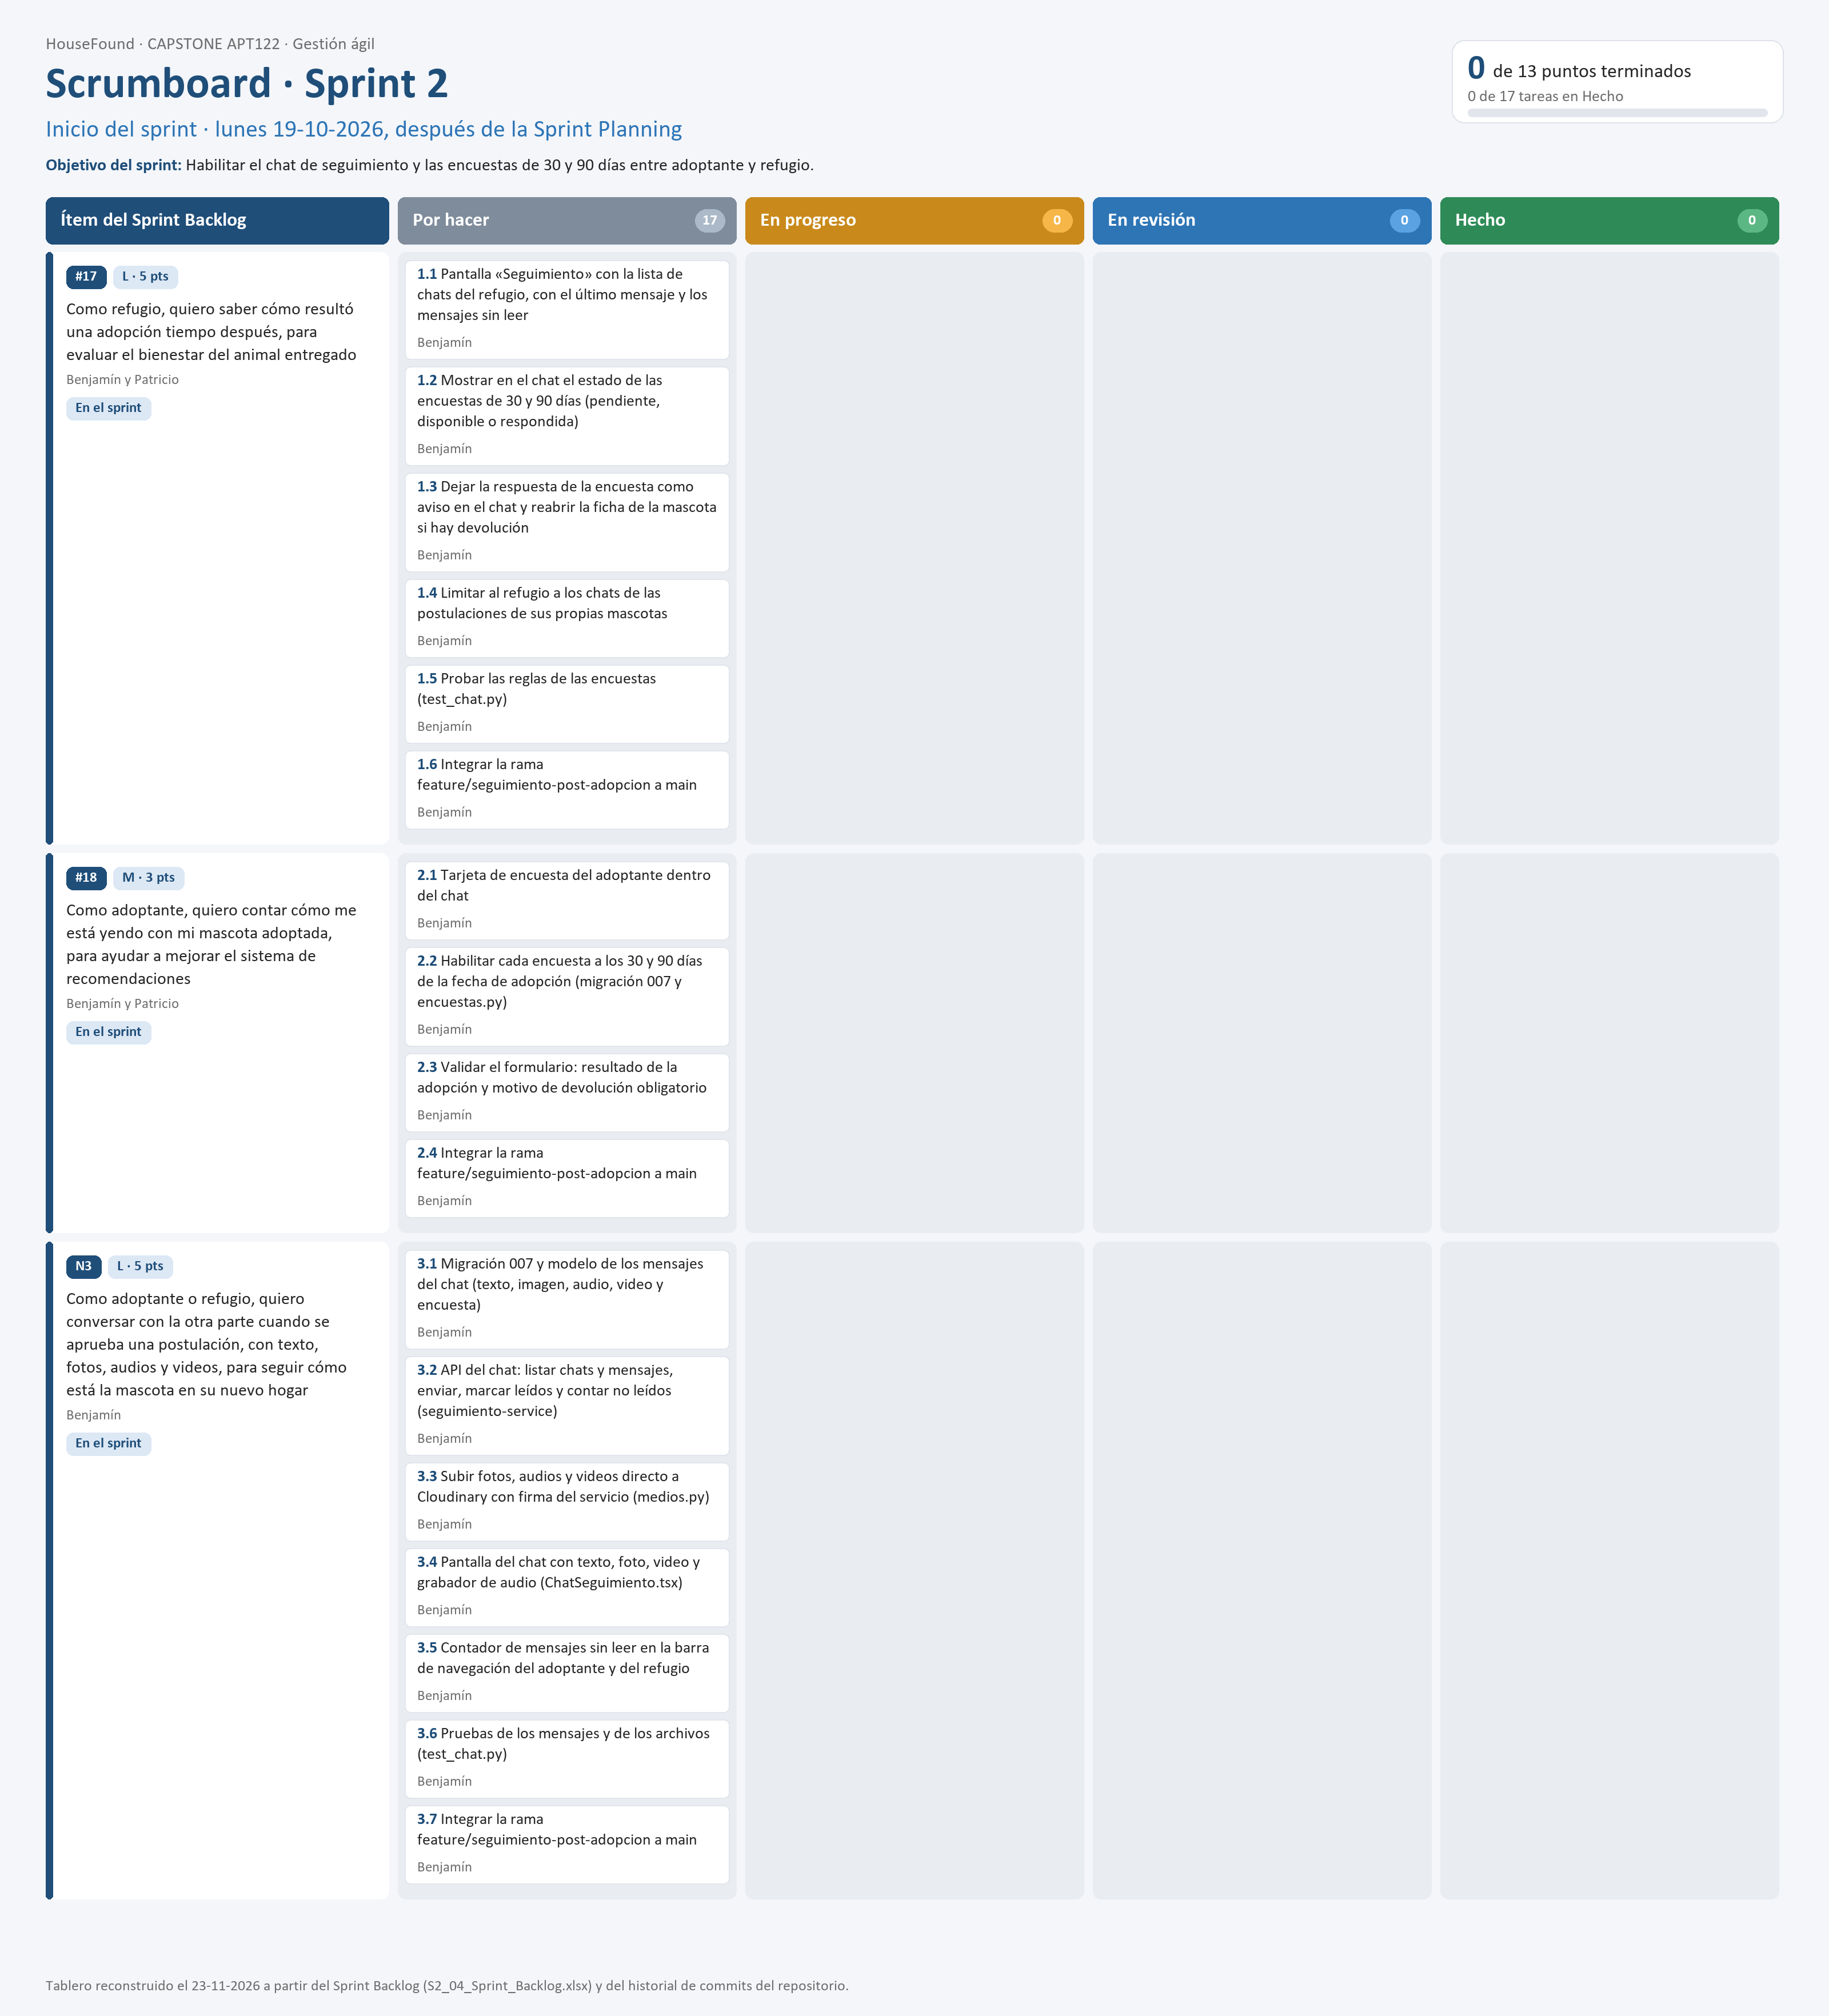 HouseFound · CAPSTONE APT122 · Gestión ágil
Scrumboard · Sprint 2
Inicio del sprint · lunes 19-10-2026, después de la Sprint Planning
Objetivo del sprint: Habilitar el chat de seguimiento y las encuestas de 30 y 90 días entre adoptante y refugio.
0 de 13 puntos terminados
0 de 17 tareas en Hecho
Ítem del Sprint Backlog
Por hacer 17
En progreso 0
En revisión 0
Hecho 0
#17 L · 5 pts
Como refugio, quiero saber cómo resultó
una adopción tiempo después, para
evaluar el bienestar del animal entregado
Benjamín y Patricio
En el sprint
1.1 Pantalla «Seguimiento» con la lista de
chats del refugio, con el último mensaje y los
mensajes sin leer
Benjamín
1.2 Mostrar en el chat el estado de las
encuestas de 30 y 90 días (pendiente,
disponible o respondida)
Benjamín
1.3 Dejar la respuesta de la encuesta como
aviso en el chat y reabrir la ficha de la mascota
si hay devolución
Benjamín
1.4 Limitar al refugio a los chats de las
postulaciones de sus propias mascotas
Benjamín
1.5 Probar las reglas de las encuestas
(test_chat.py)
Benjamín
1.6 Integrar la rama
feature/seguimiento-post-adopcion a main
Benjamín
#18 M · 3 pts
Como adoptante, quiero contar cómo me
está yendo con mi mascota adoptada,
para ayudar a mejorar el sistema de
recomendaciones
Benjamín y Patricio
En el sprint
2.1 Tarjeta de encuesta del adoptante dentro
del chat
Benjamín
2.2 Habilitar cada encuesta a los 30 y 90 días
de la fecha de adopción (migración 007 y
encuestas.py)
Benjamín
2.3 Validar el formulario: resultado de la
adopción y motivo de devolución obligatorio
Benjamín
2.4 Integrar la rama
feature/seguimiento-post-adopcion a main
Benjamín
N3 L · 5 pts
Como adoptante o refugio, quiero
conversar con la otra parte cuando se
aprueba una postulación, con texto,
fotos, audios y videos, para seguir cómo
está la mascota en su nuevo hogar
Benjamín
En el sprint
3.1 Migración 007 y modelo de los mensajes
del chat (texto, imagen, audio, video y
encuesta)
Benjamín
3.2 API del chat: listar chats y mensajes,
enviar, marcar leídos y contar no leídos
(seguimiento-service)
Benjamín
3.3 Subir fotos, audios y videos directo a
Cloudinary con firma del servicio (medios.py)
Benjamín
3.4 Pantalla del chat con texto, foto, video y
grabador de audio (ChatSeguimiento.tsx)
Benjamín
3.5 Contador de mensajes sin leer en la barra
de navegación del adoptante y del refugio
Benjamín
3.6 Pruebas de los mensajes y de los archivos
(test_chat.py)
Benjamín
3.7 Integrar la rama
feature/seguimiento-post-adopcion a main
Benjamín
Tablero reconstruido el 23-11-2026 a partir del Sprint Backlog (S2_04_Sprint_Backlog.xlsx) y del historial de commits del repositorio.